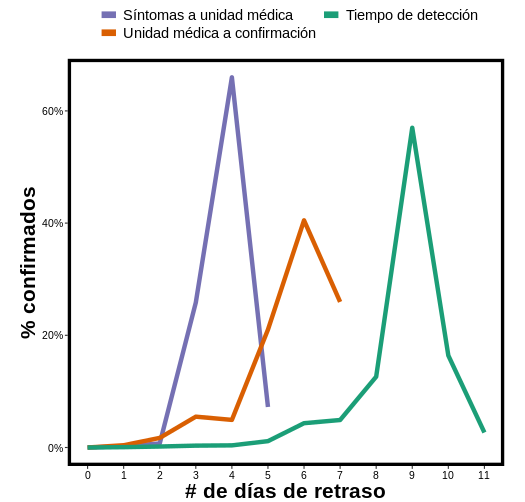 Síntomas a unidad médica
Tiempo de detección
Unidad médica a confirmación
60%
40%
20%
0%
% confirmados
0 1 2 3 4 5 6 7 8 9 10 11
# de días de retraso